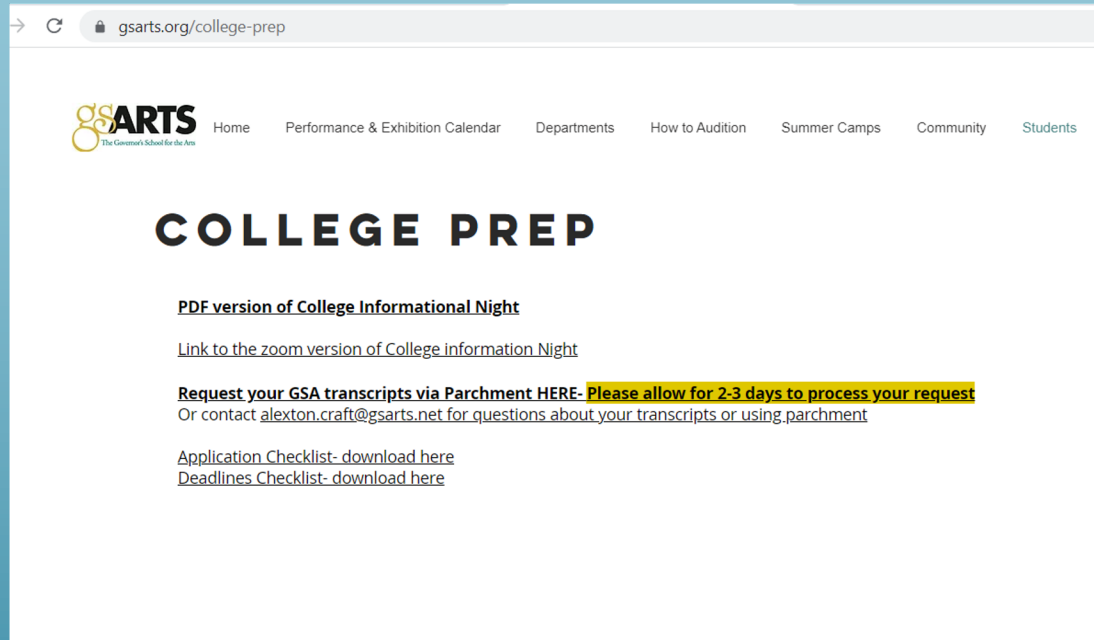 gsarts.org/college-prep
gsARTS
The Governor's School for the Arts
Home Performance & Exhibition Calendar Departments How to Audition Summer Camps Community Students
COLLEGE PREP
PDF version of College Informational Night
Link to the zoom version of College information Night
Request your GSA transcripts via Parchment HERE- Please allow for 2-3 days to process your request
Or contact alexton.craft@gsarts.net for questions about your transcripts or using parchment
Application Checklist- download here
Deadlines Checklist- download here